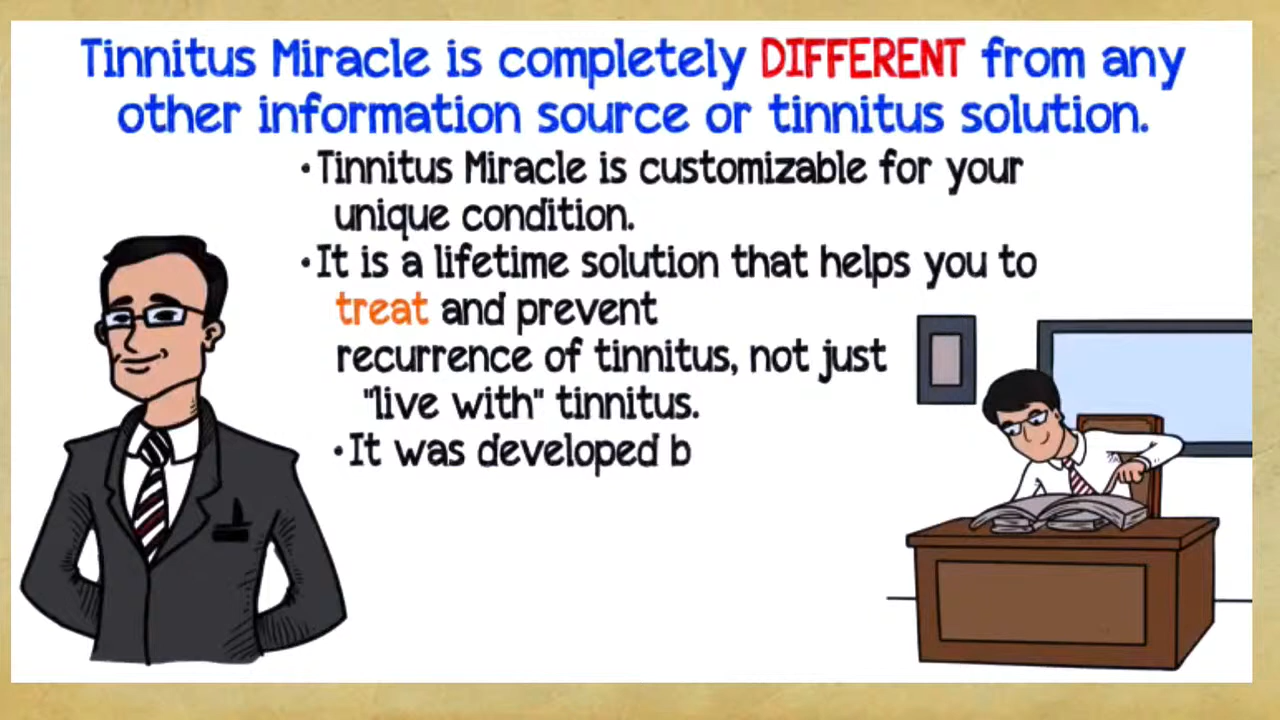 Tinnitus Miracle is completely DIFFERENT from any
other information source or tinnitus solution.
•Tinnitus Miracle is customizable for your
unique condition.
•It is a lifetime solution that helps you to
treat and prevent
recurrence of tinnitus, not just
"live with" tinnitus.
•It was developed b